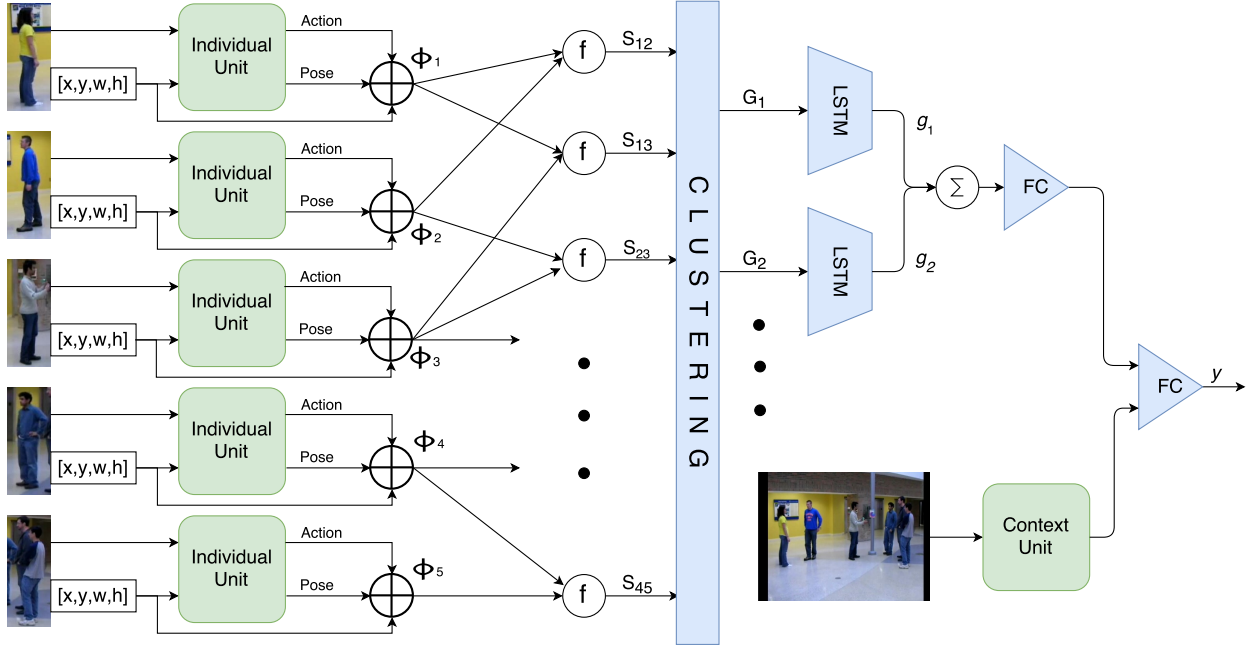 Individual
Unit
Action
Pose
[x,y,w,h]
Φ1
f
S12
Individual
Unit
Action
Pose
[x,y,w,h]
Φ2
f
S13
Individual
Unit
Action
Pose
[x,y,w,h]
Φ3
f
S23
Individual
Unit
Action
Pose
[x,y,w,h]
Φ4
Individual
Unit
Action
Pose
[x,y,w,h]
Φ5
f
S45
CLUSTERING
G1
LSTM
g1
G2
LSTM
g2
Σ
FC
Context
Unit
FC
y